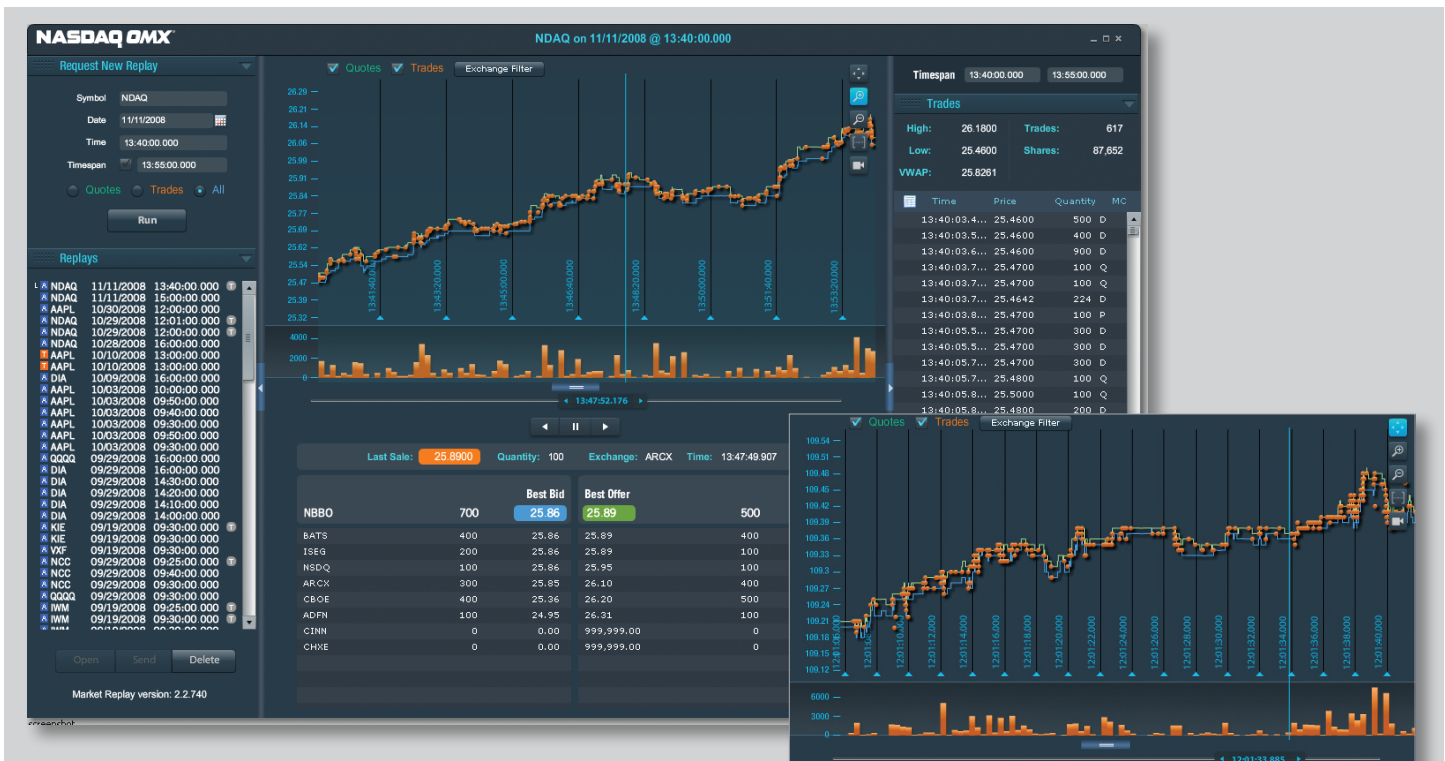 NASDAQ OMX
NDAQ on 11/11/2008 @ 13:40:00.000
Request New Replay
Symbol NDAQ
Date 11/11/2008
Time 13:40:00.000
Timespan 13:55:00.000
Quotes Trades All
Run
Replays
L A NDAQ 11/11/2008 13:40:00.000 T
A NDAQ 11/11/2008 15:00:00.000
A AAPL 10/30/2008 12:00:00.000
A NDAQ 10/29/2008 12:01:00.000 T
A NDAQ 10/29/2008 12:00:00.000 T
A NDAQ 10/28/2008 16:00:00.000
T AAPL 10/10/2008 13:00:00.000
T AAPL 10/10/2008 13:00:00.000
A DIA 10/09/2008 16:00:00.000
A AAPL 10/03/2008 10:00:00.000
A AAPL 10/03/2008 09:50:00.000
A AAPL 10/03/2008 09:40:00.000
A AAPL 10/03/2008 09:30:00.000
A AAPL 10/03/2008 09:50:00.000
A AAPL 10/03/2008 09:30:00.000
A QQQQ 09/29/2008 16:00:00.000
A DIA 09/29/2008 16:00:00.000
A DIA 09/29/2008 14:30:00.000
A DIA 09/29/2008 14:20:00.000
A DIA 09/29/2008 14:10:00.000
A DIA 09/29/2008 14:00:00.000
A KIE 09/19/2008 09:30:00.000 T
A KIE 09/19/2008 09:30:00.000
A VXF 09/19/2008 09:30:00.000
A NCC 09/29/2008 09:25:00.000 T
A NCC 09/29/2008 09:40:00.000
A NCC 09/29/2008 09:30:00.000
A QQQQ 09/29/2008 09:30:00.000
A IWM 09/19/2008 09:25:00.000 T
A IWM 09/19/2008 09:30:00.000 T
Open Send Delete
Market Replay version: 2.2.740
screenshot
Quotes Trades Exchange Filter
26.29
26.21
26.14
26.06
25.99
25.91
25.84
25.77
25.69
25.62
25.54
25.47
25.39
25.32
13:41:40.000
13:43:20.000
13:45:00.000
13:46:40.000
13:48:20.000
13:50:00.000
13:51:40.000
13:53:20.000
4000
2000
0
13:47:52.176
Last Sale: 25.8900 Quantity: 100 Exchange: ARCX Time: 13:47:49.907
Best Bid Best Offer
NBBO 700 25.86 25.89 500
BATS 400 25.86 25.89 400
ISEG 200 25.86 25.89 100
NSDQ 100 25.86 25.95 100
ARCX 300 25.85 26.10 400
CBOE 400 25.36 26.20 500
ADFN 100 24.95 26.31 100
CINN 0 0.00 999,999.00 0
CHXE 0 0.00 999,999.00 0
Timespan 13:40:00.000 13:55:00.000
Trades
High: 26.1800 Trades: 617
Low: 25.4600 Shares: 87,652
VWAP: 25.8261
Time Price Quantity MC
13:40:03.4... 25.4600 500 D
13:40:03.5... 25.4600 400 D
13:40:03.6... 25.4600 900 D
13:40:03.7... 25.4700 100 Q
13:40:03.7... 25.4700 100 Q
13:40:03.7... 25.4642 224 D
13:40:03.8... 25.4700 100 P
13:40:05.5... 25.4700 300 D
13:40:05.5... 25.4700 300 D
13:40:05.7... 25.4700 300 D
13:40:05.7... 25.4800 100 Q
13:40:05.8... 25.5000 100 Q
13:40:05.8... 25.4800 200 D
Quotes Trades Exchange Filter
109.54
109.51
109.48
109.45
109.42
109.39
109.36
109.33
109.3
109.27
109.24
109.21
109.18
109.15
109.12
12:01:10.000
12:01:12.000
12:01:14.000
12:01:16.000
12:01:18.000
12:01:20.000
12:01:22.000
12:01:24.000
12:01:26.000
12:01:28.000
12:01:30.000
12:01:32.000
12:01:34.000
12:01:36.000
12:01:38.000
12:01:40.000
6000
3000
0
12:01:33.885